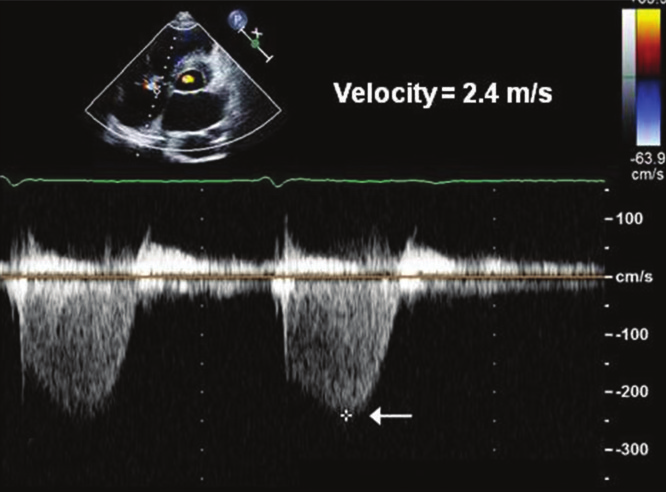 P
Velocity = 2.4 m/s
-63.9
cm/s
100
cm/s
-100
-200
-300